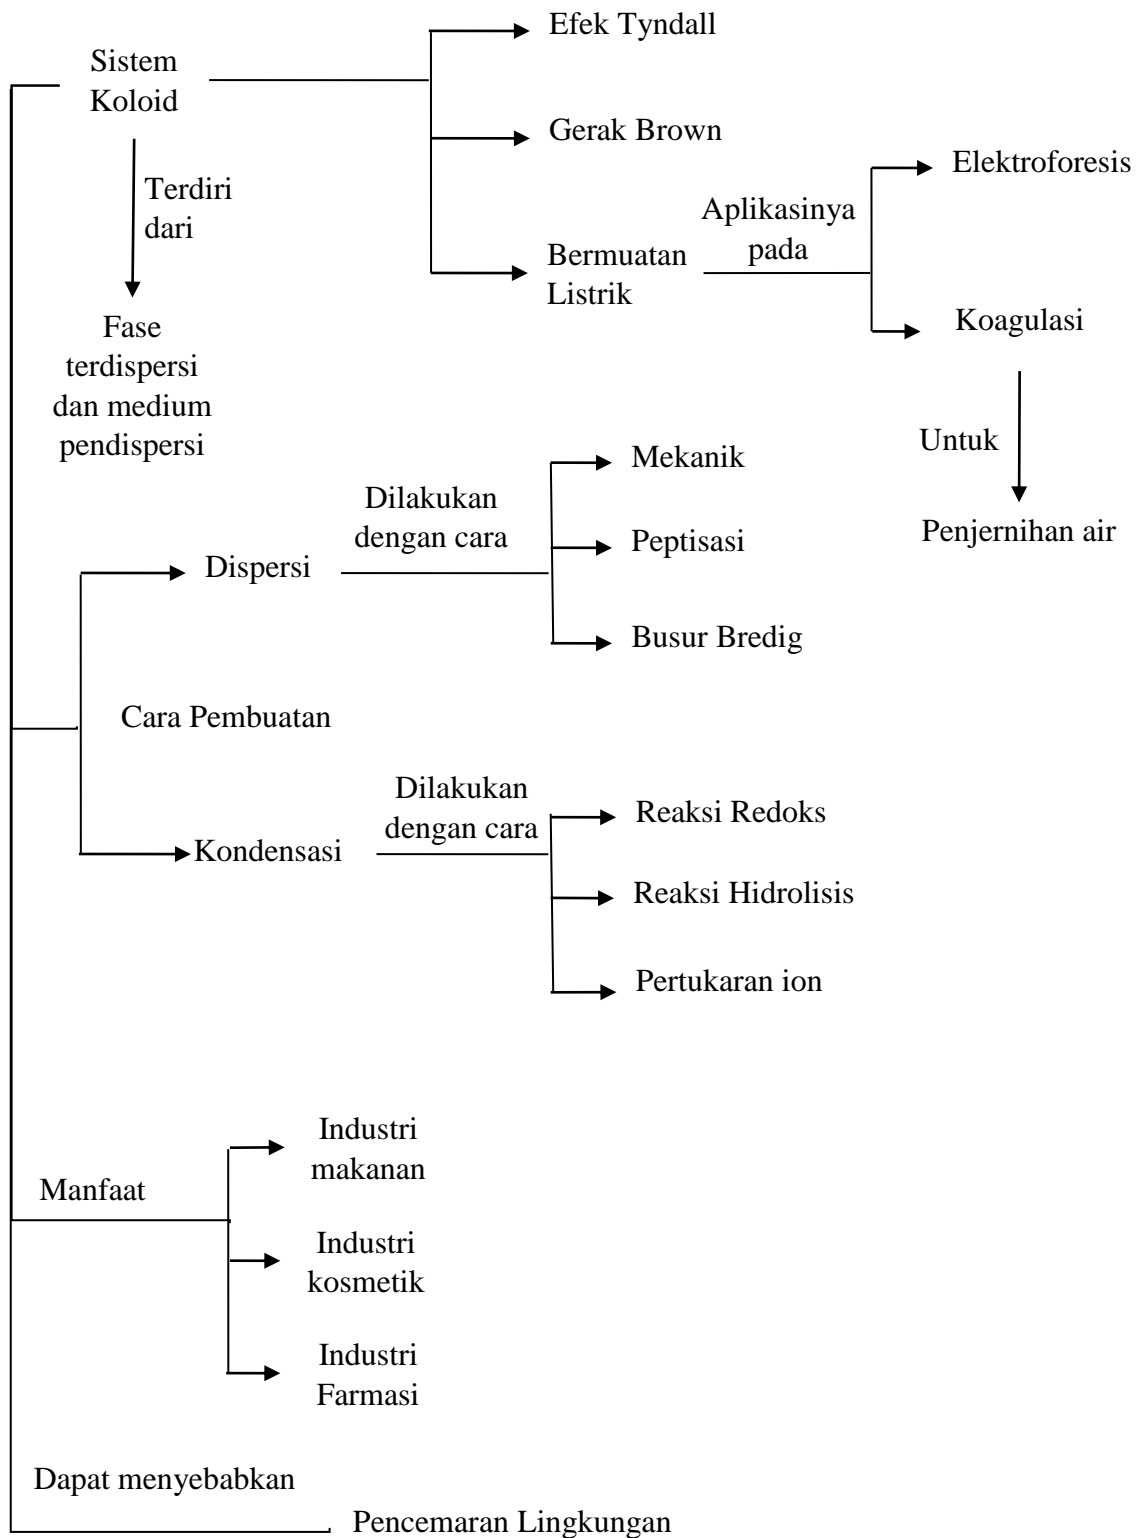 Efek Tyndall
Sistem
Koloid
Gerak Brown
Elektroforesis
Terdiri
dari
Aplikasinya
pada
Bermuatan
Listrik
Koagulasi
Fase
terdispersi
dan medium
pendispersi
Untuk
Mekanik
Dilakukan
dengan cara
Penjernihan air
Peptisasi
Dispersi
Busur Bredig
Cara Pembuatan
Dilakukan
dengan cara
Reaksi Redoks
Kondensasi
Reaksi Hidrolisis
Pertukaran ion
Industri
makanan
Manfaat
Industri
kosmetik
Industri
Farmasi
Dapat menyebabkan
Pencemaran Lingkungan